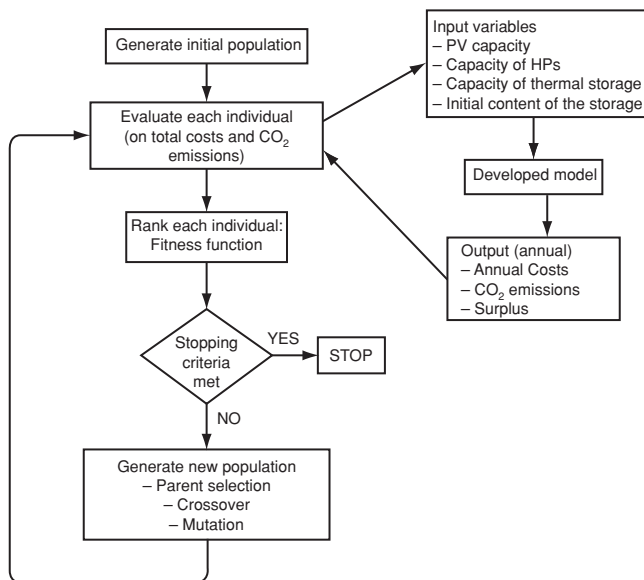 Generate initial population
Evaluate each individual
(on total costs and CO₂
emissions)
Rank each individual:
Fitness function
Stopping
criteria
met
YES
STOP
NO
Generate new population
– Parent selection
– Crossover
– Mutation
Input variables
– PV capacity
– Capacity of HPs
– Capacity of thermal storage
– Initial content of the storage
Developed model
Output (annual)
– Annual Costs
– CO₂ emissions
– Surplus